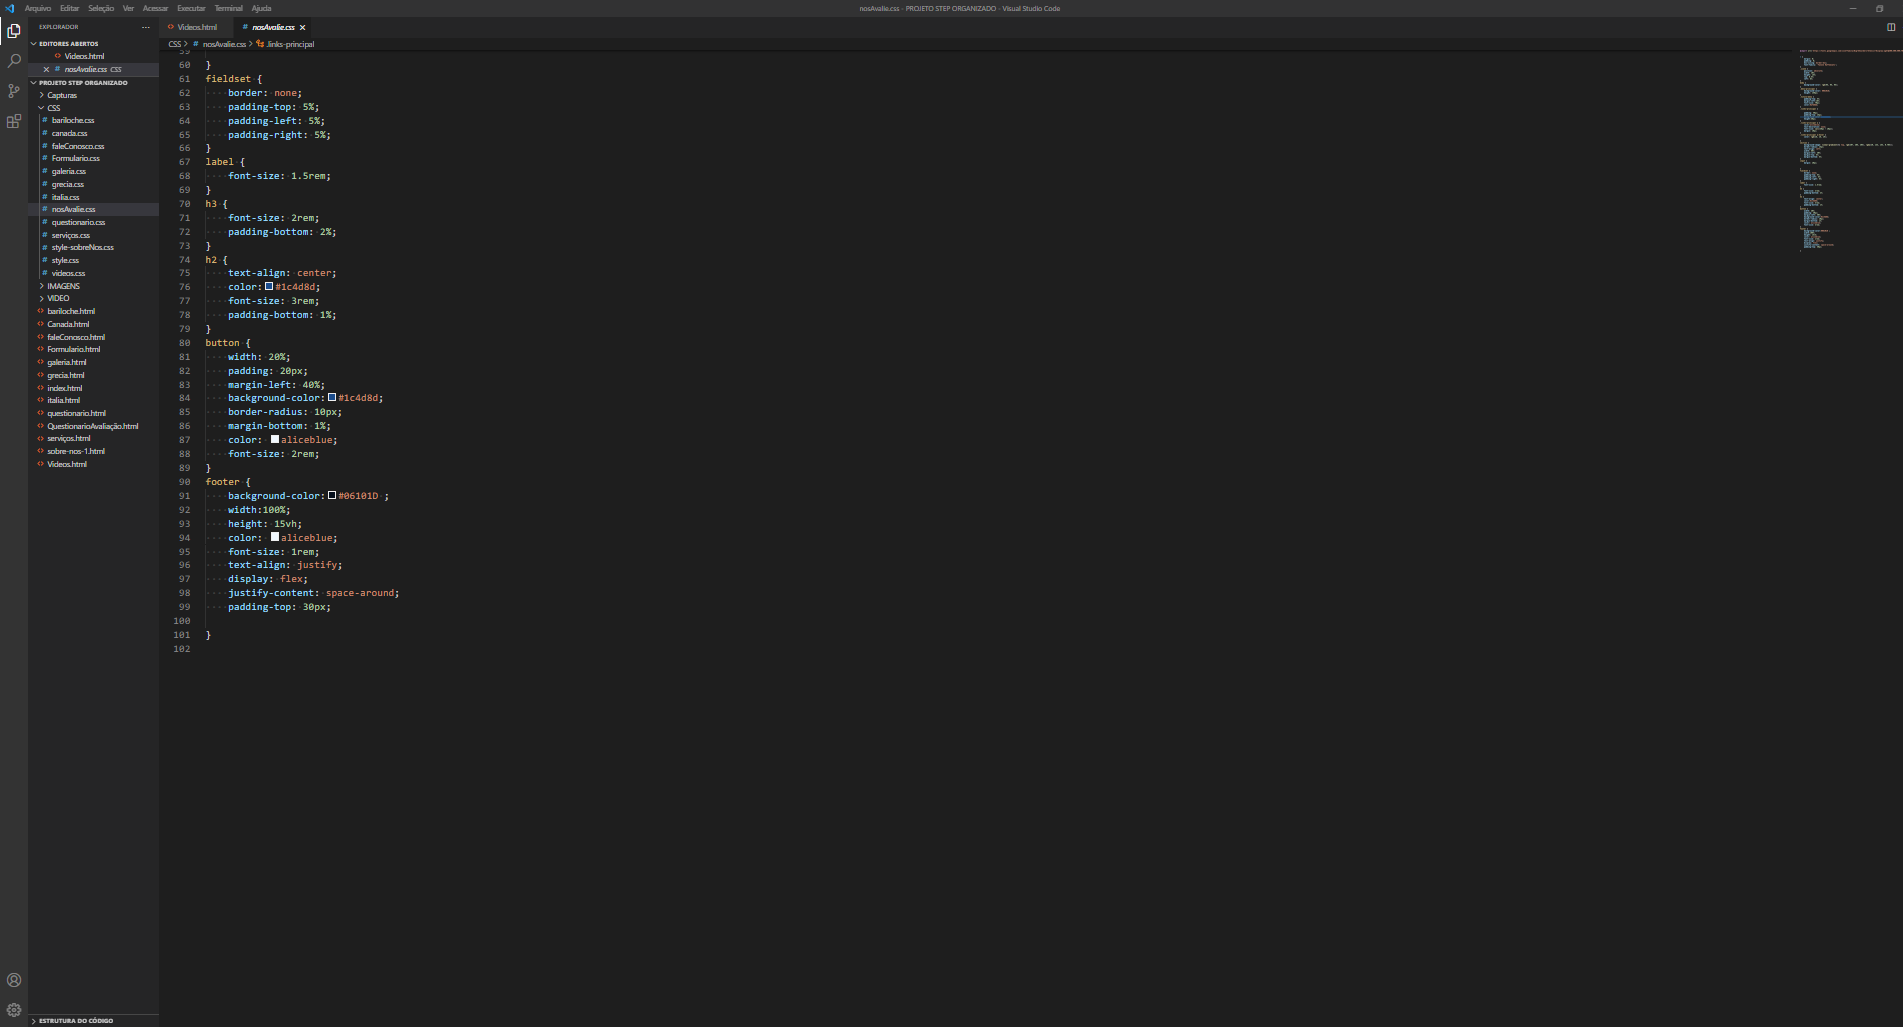 Arquivo Editar Seleção Ver Acessar Executar Terminal Ajuda
nosAvalie.css - PROJETO STEP ORGANIZADO - Visual Studio Code
EXPLORADOR
EDITORES ABERTOS
Videos.html
nosAvalie.css CSS
PROJETO STEP ORGANIZADO
Capturas
CSS
bariloche.css
canada.css
faleConosco.css
Formulario.css
galeria.css
grecia.css
italia.css
nosAvalie.css
questionario.css
serviços.css
style-sobreNos.css
style.css
videos.css
IMAGENS
VIDEO
bariloche.html
Canada.html
faleConosco.html
Formulario.html
galeria.html
grecia.html
index.html
italia.html
questionario.html
QuestionarioAvaliação.html
serviços.html
sobre-nos-1.html
Videos.html
ESTRUTURA DO CÓDIGO
Videos.html
# nosAvalie.css
CSS > # nosAvalie.css > .links-principal
59
60 }
61 fieldset {
62 border: none;
63 padding-top: 5%;
64 padding-left: 5%;
65 padding-right: 5%;
66 }
67 label {
68 font-size: 1.5rem;
69 }
70 h3 {
71 font-size: 2rem;
72 padding-bottom: 2%;
73 }
74 h2 {
75 text-align: center;
76 color: #1c4d8d;
77 font-size: 3rem;
78 padding-bottom: 1%;
79 }
80 button {
81 width: 20%;
82 padding: 20px;
83 margin-left: 40%;
84 background-color: #1c4d8d;
85 border-radius: 10px;
86 margin-bottom: 1%;
87 color: aliceblue;
88 font-size: 2rem;
89 }
90 footer {
91 background-color: #06101D ;
92 width:100%;
93 height: 15vh;
94 color: aliceblue;
95 font-size: 1rem;
96 text-align: justify;
97 display: flex;
98 justify-content: space-around;
99 padding-top: 30px;
100
101 }
102